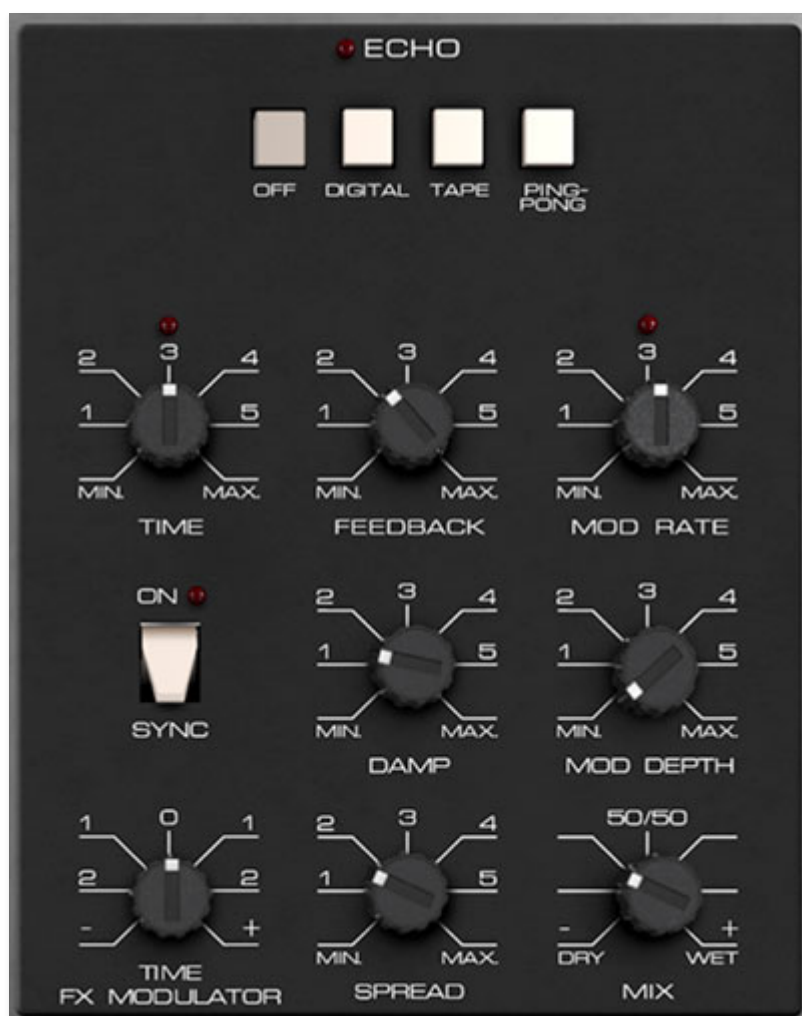 ECHO
OFF DIGITAL TAPE PING-
PONG
2 3 4 2 3 4 2 3 4
1 5 1 5 1 5
MIN. MAX. MIN. MAX. MIN. MAX.
TIME FEEDBACK MOD RATE
ON 2 3 4 2 3 4
1 5 1 5
SYNC MIN. MAX. MIN. MAX.
DAMP MOD DEPTH
1 0 1 2 3 4 50/50
2 2 1 5
- + - +
MIN. MAX. DRY WET
TIME
FX MODULATOR SPREAD MIX